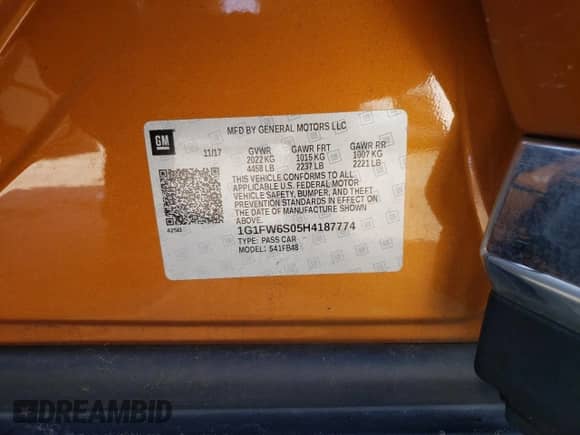 GM
MFD BY GENERAL MOTORS LLC
11/17 GVWR GAWR FRT GAWR RR
2022 KG 1015 KG 1007 KG
4458 LB 2237 LB 2221 LB
THIS VEHICLE CONFORMS TO ALL
APPLICABLE U.S. FEDERAL MOTOR
VEHICLE SAFETY, BUMPER, AND THEFT
PREVENTION STANDARDS IN EFFECT ON
THE DATE OF MANUFACTURE SHOWN
ABOVE.
1G1FW6S05H4187774
TYPE: PASS CAR
MODEL: S41FB48
DREAMBID